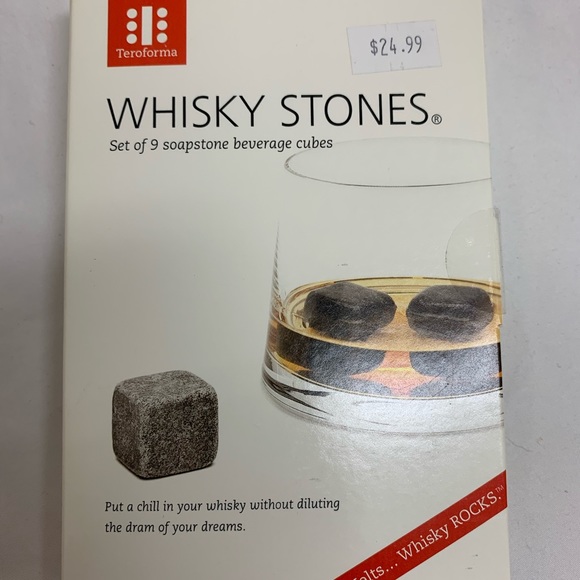 Teroforma
$24.99
WHISKY STONES®
Set of 9 soapstone beverage cubes
Put a chill in your whisky without diluting
the dram of your dreams.
Whisky ROCKS.™